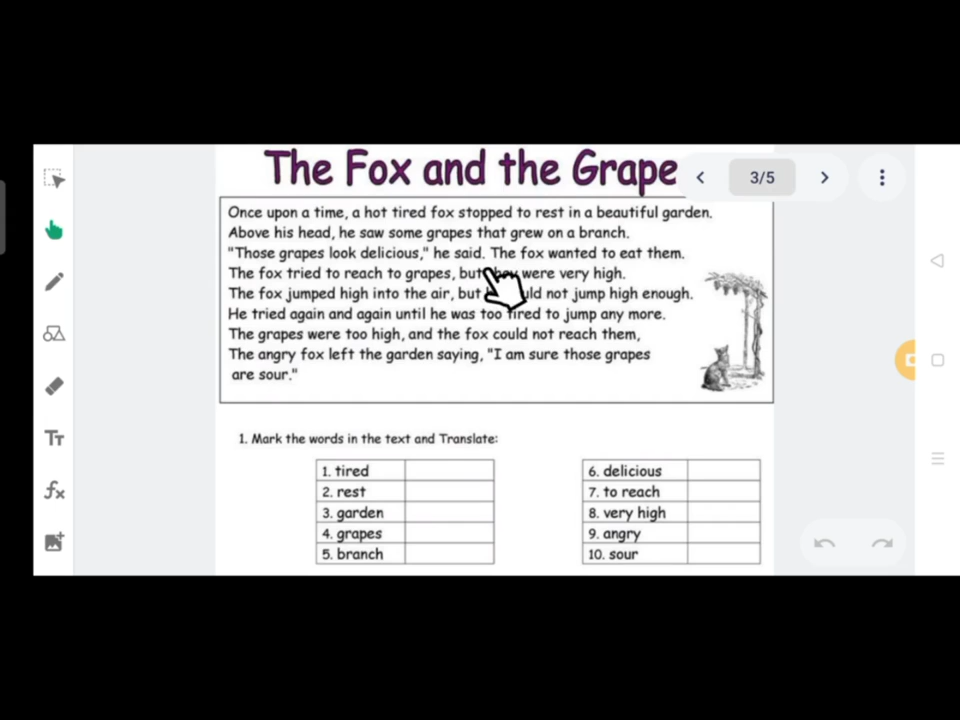 The Fox and the Grape
3/5
Once upon a time, a hot tired fox stopped to rest in a beautiful garden.
Above his head, he saw some grapes that grew on a branch.
"Those grapes look delicious," he said. The fox wanted to eat them.
The fox tried to reach to grapes, but were very high.
The fox jumped high into the air, but not jump high enough.
He tried again and again until he was too tired to jump any more.
The grapes were too high, and the fox could not reach them,
The angry fox left the garden saying, "I am sure those grapes
are sour."
1. Mark the words in the text and Translate:
1. tired
2. rest
3. garden
4. grapes
5. branch
6. delicious
7. to reach
8. very high
9. angry
10. sour
Tт
fx